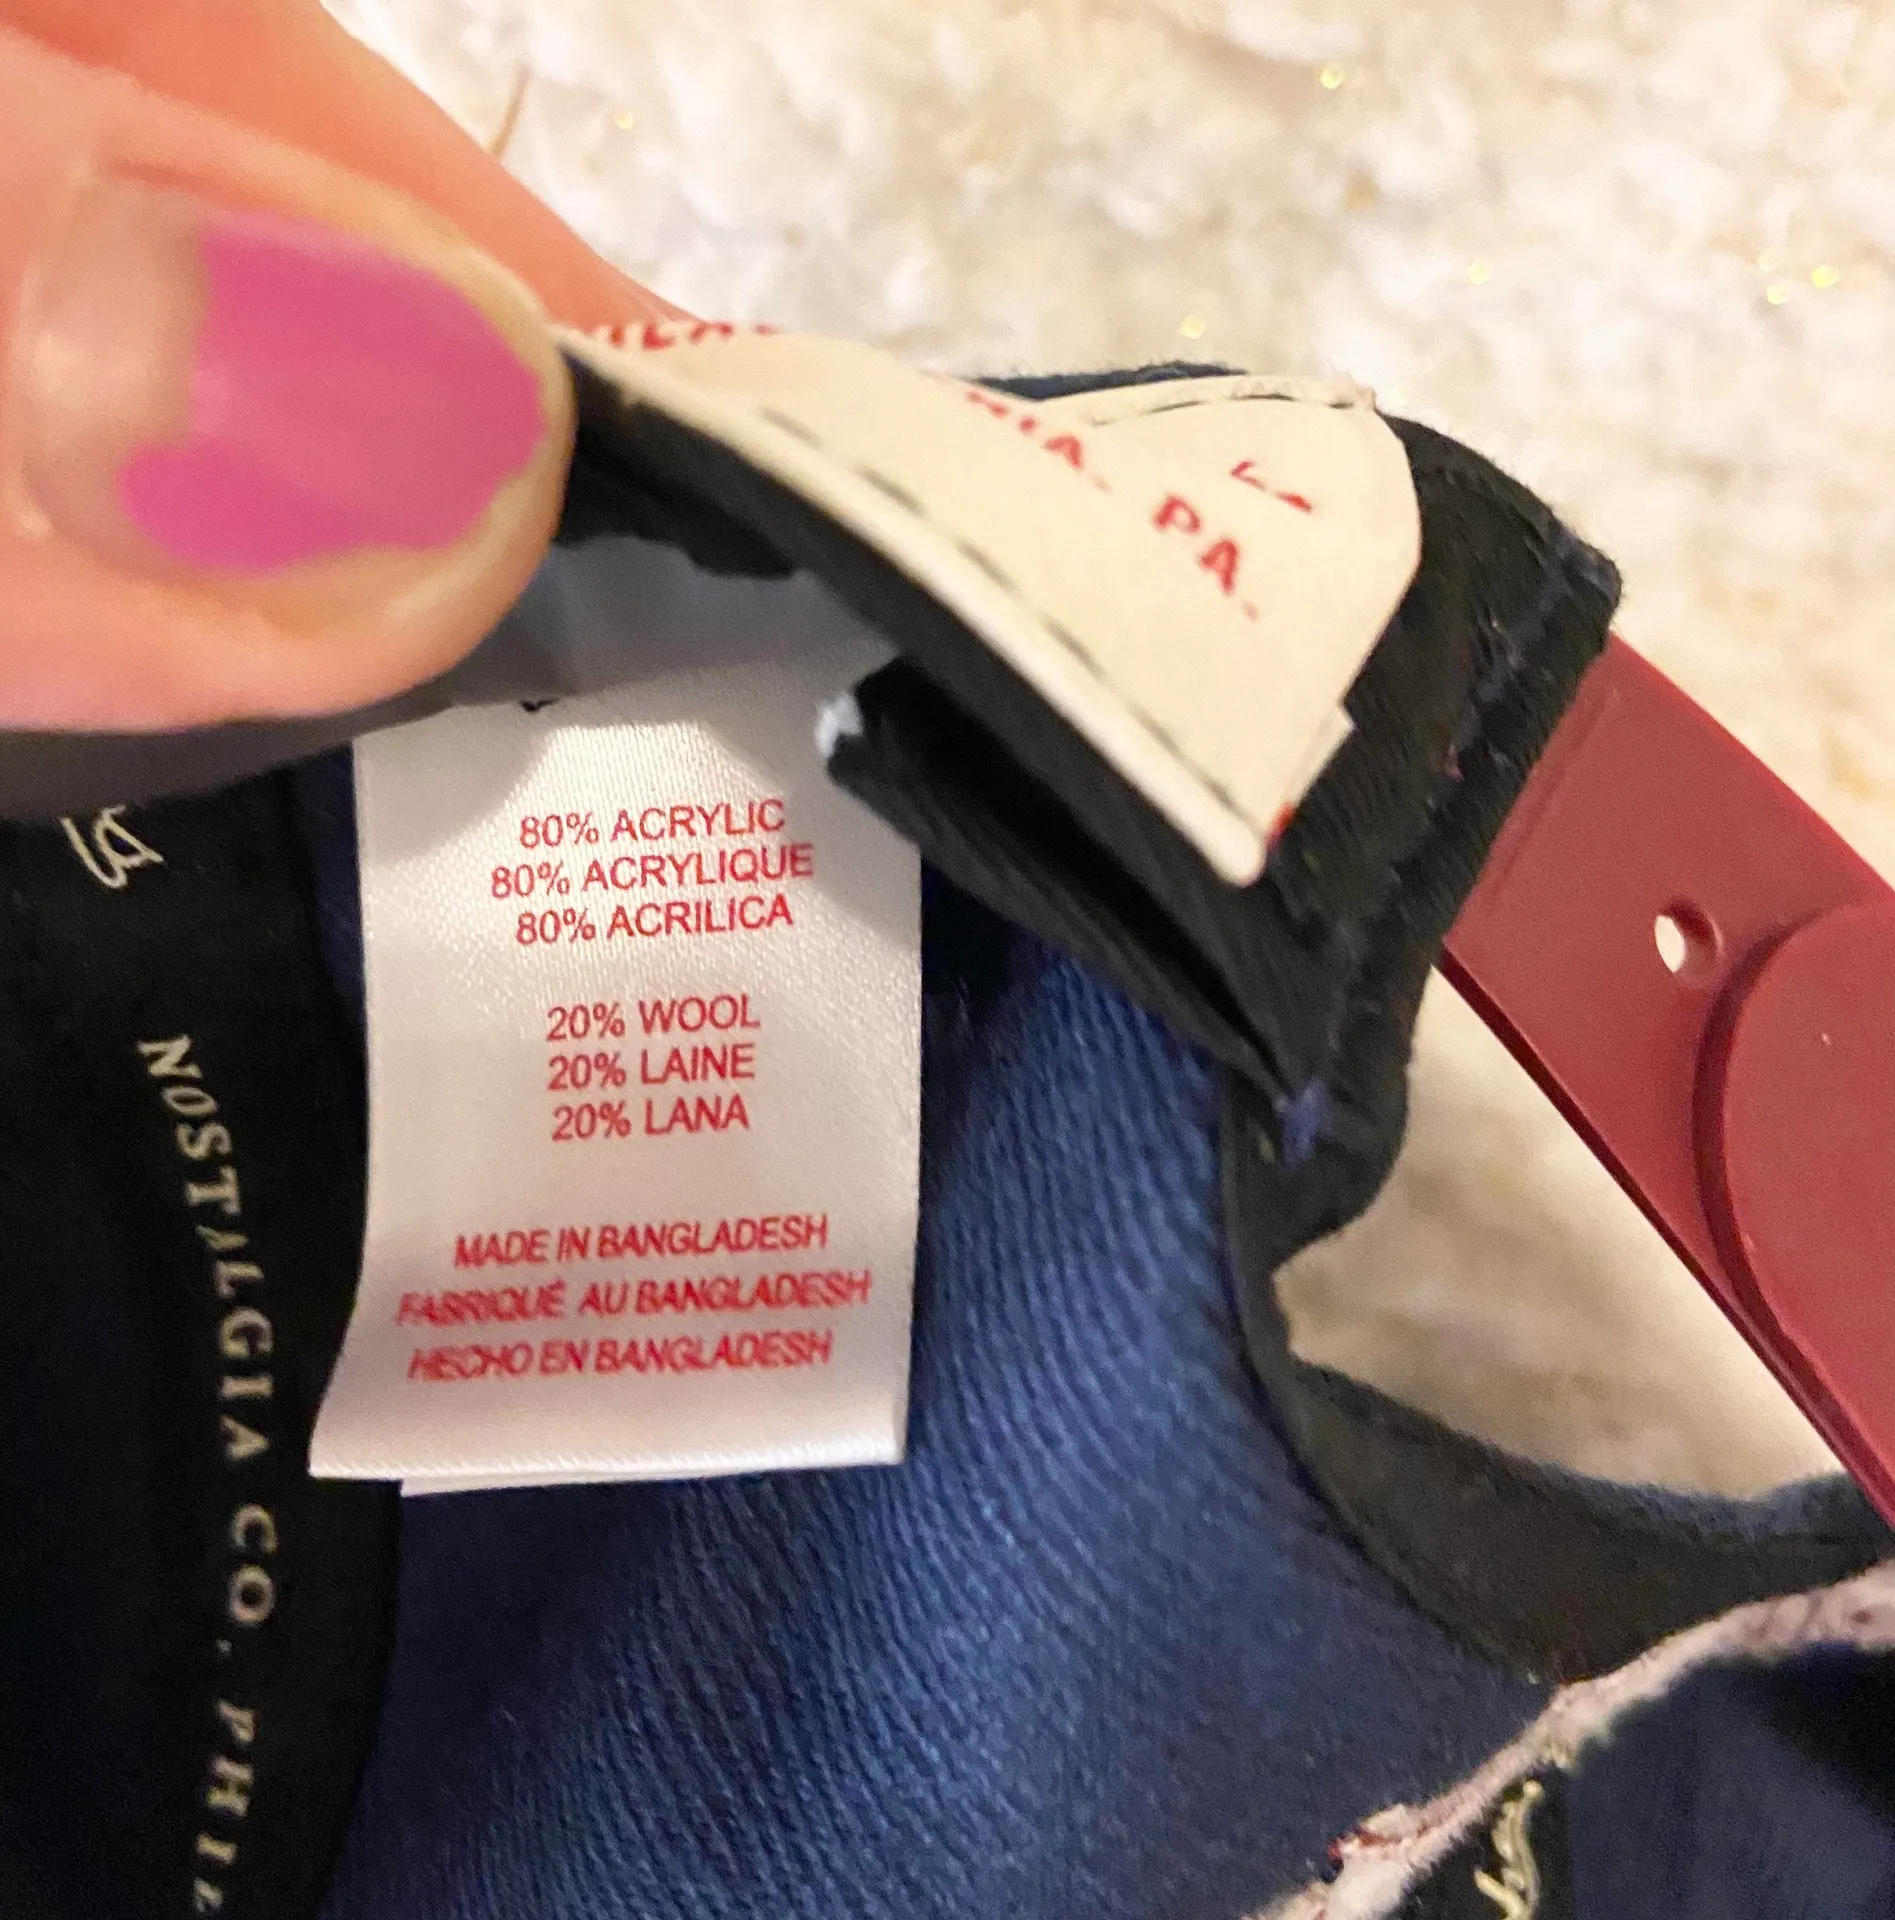 PA.
80% ACRYLIC
80% ACRYLIQUE
80% ACRILICA
20% WOOL
20% LAINE
20% LANA
MADE IN BANGLADESH
FABRIQUÉ AU BANGLADESH
HECHO EN BANGLADESH
NOSTALGIA CO.